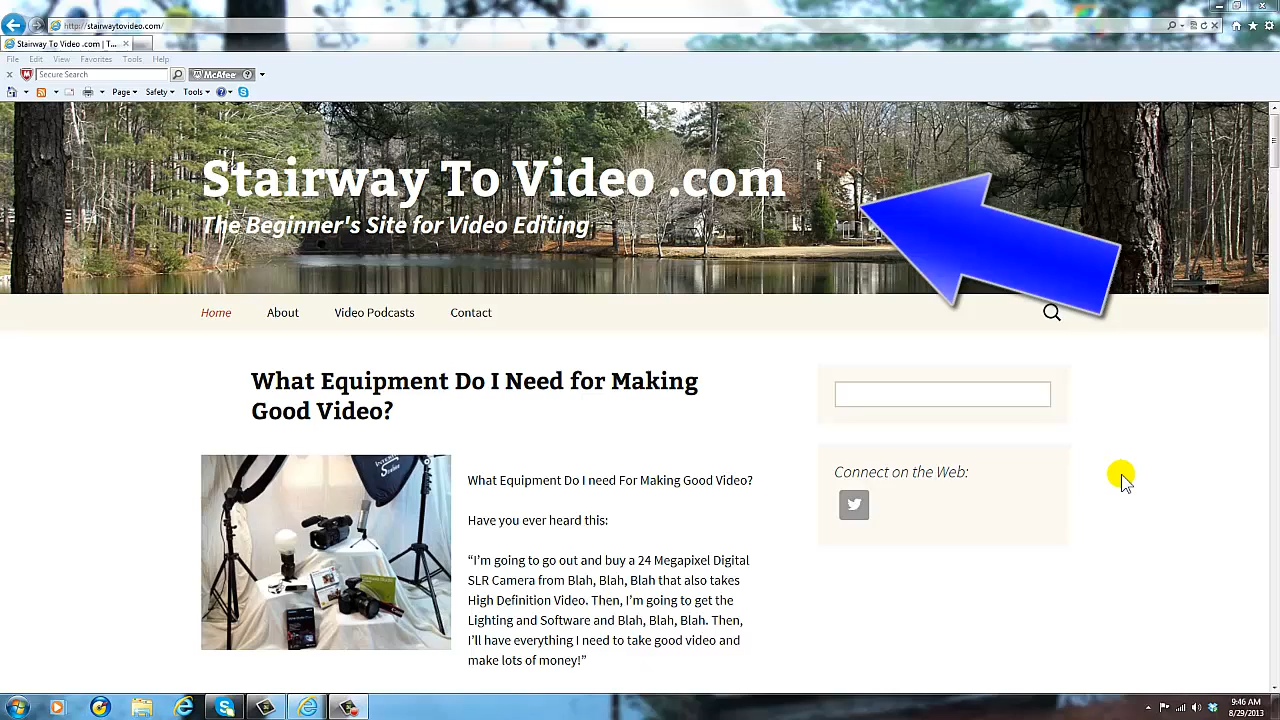 http://stairwaytovideo.com/
Stairway To Video .com | T...
File Edit View Favorites Tools Help
Secure Search McAfee
Page Safety Tools
Stairway To Video .com
The Beginner's Site for Video Editing
Home About Video Podcasts Contact
What Equipment Do I Need for Making
Good Video?
Connect on the Web:
What Equipment Do I need For Making Good Video?
Have you ever heard this:
“I’m going to go out and buy a 24 Megapixel Digital
SLR Camera from Blah, Blah, Blah that also takes
High Definition Video. Then, I’m going to get the
Lighting and Software and Blah, Blah, Blah. Then,
I’ll have everything I need to take good video and
make lots of money!”
9:46 AM
8/29/2013